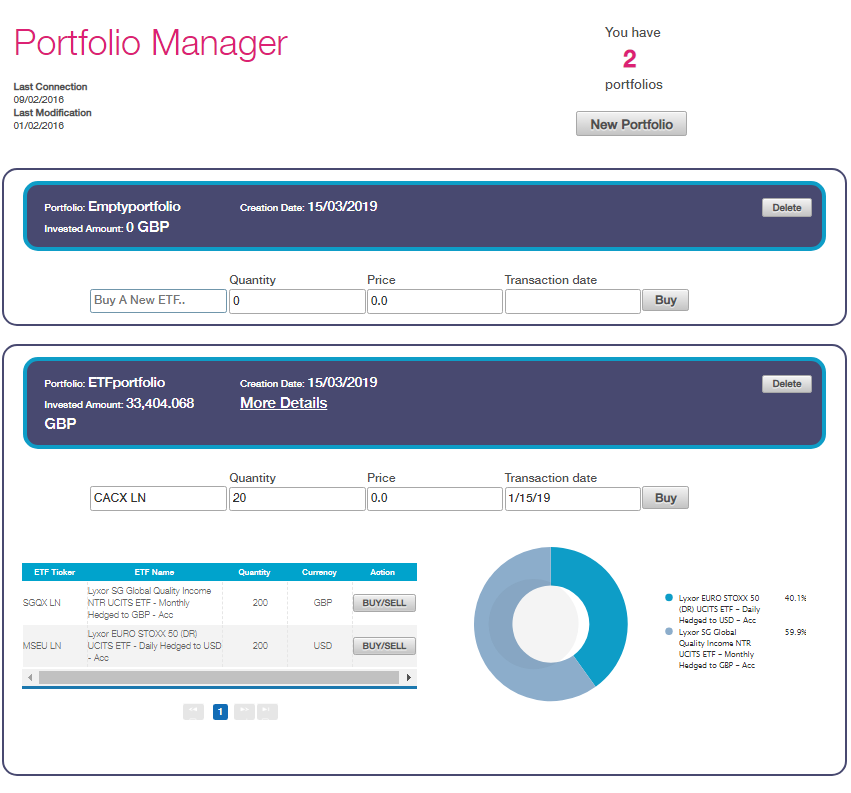 Portfolio Manager
You have
2
portfolios
Last Connection
09/02/2016
Last Modification
01/02/2016
New Portfolio
Portfolio: Emptyportfolio
Creation Date: 15/03/2019
Delete
Invested Amount: 0 GBP
Quantity
Price
Transaction date
Buy A New ETF..
0
0.0
Buy
Portfolio: ETFportfolio
Creation Date: 15/03/2019
Delete
Invested Amount: 33,404.068
GBP
More Details
Quantity
Price
Transaction date
CACX LN
20
0.0
1/15/19
Buy
ETF Ticker
ETF Name
Quantity
Currency
Action
SGQX LN
Lyxor SG Global Quality Income
NTR UCITS ETF - Monthly
Hedged to GBP - Acc
200
GBP
BUY/SELL
MSEU LN
Lyxor EURO STOXX 50 (DR)
UCITS ETF - Daily Hedged to USD
- Acc
200
USD
BUY/SELL
1
Lyxor EURO STOXX 50
(DR) UCITS ETF - Daily
Hedged to USD - Acc
40.1%
Lyxor SG Global
Quality Income NTR
UCITS ETF - Monthly
Hedged to GBP - Acc
59.9%